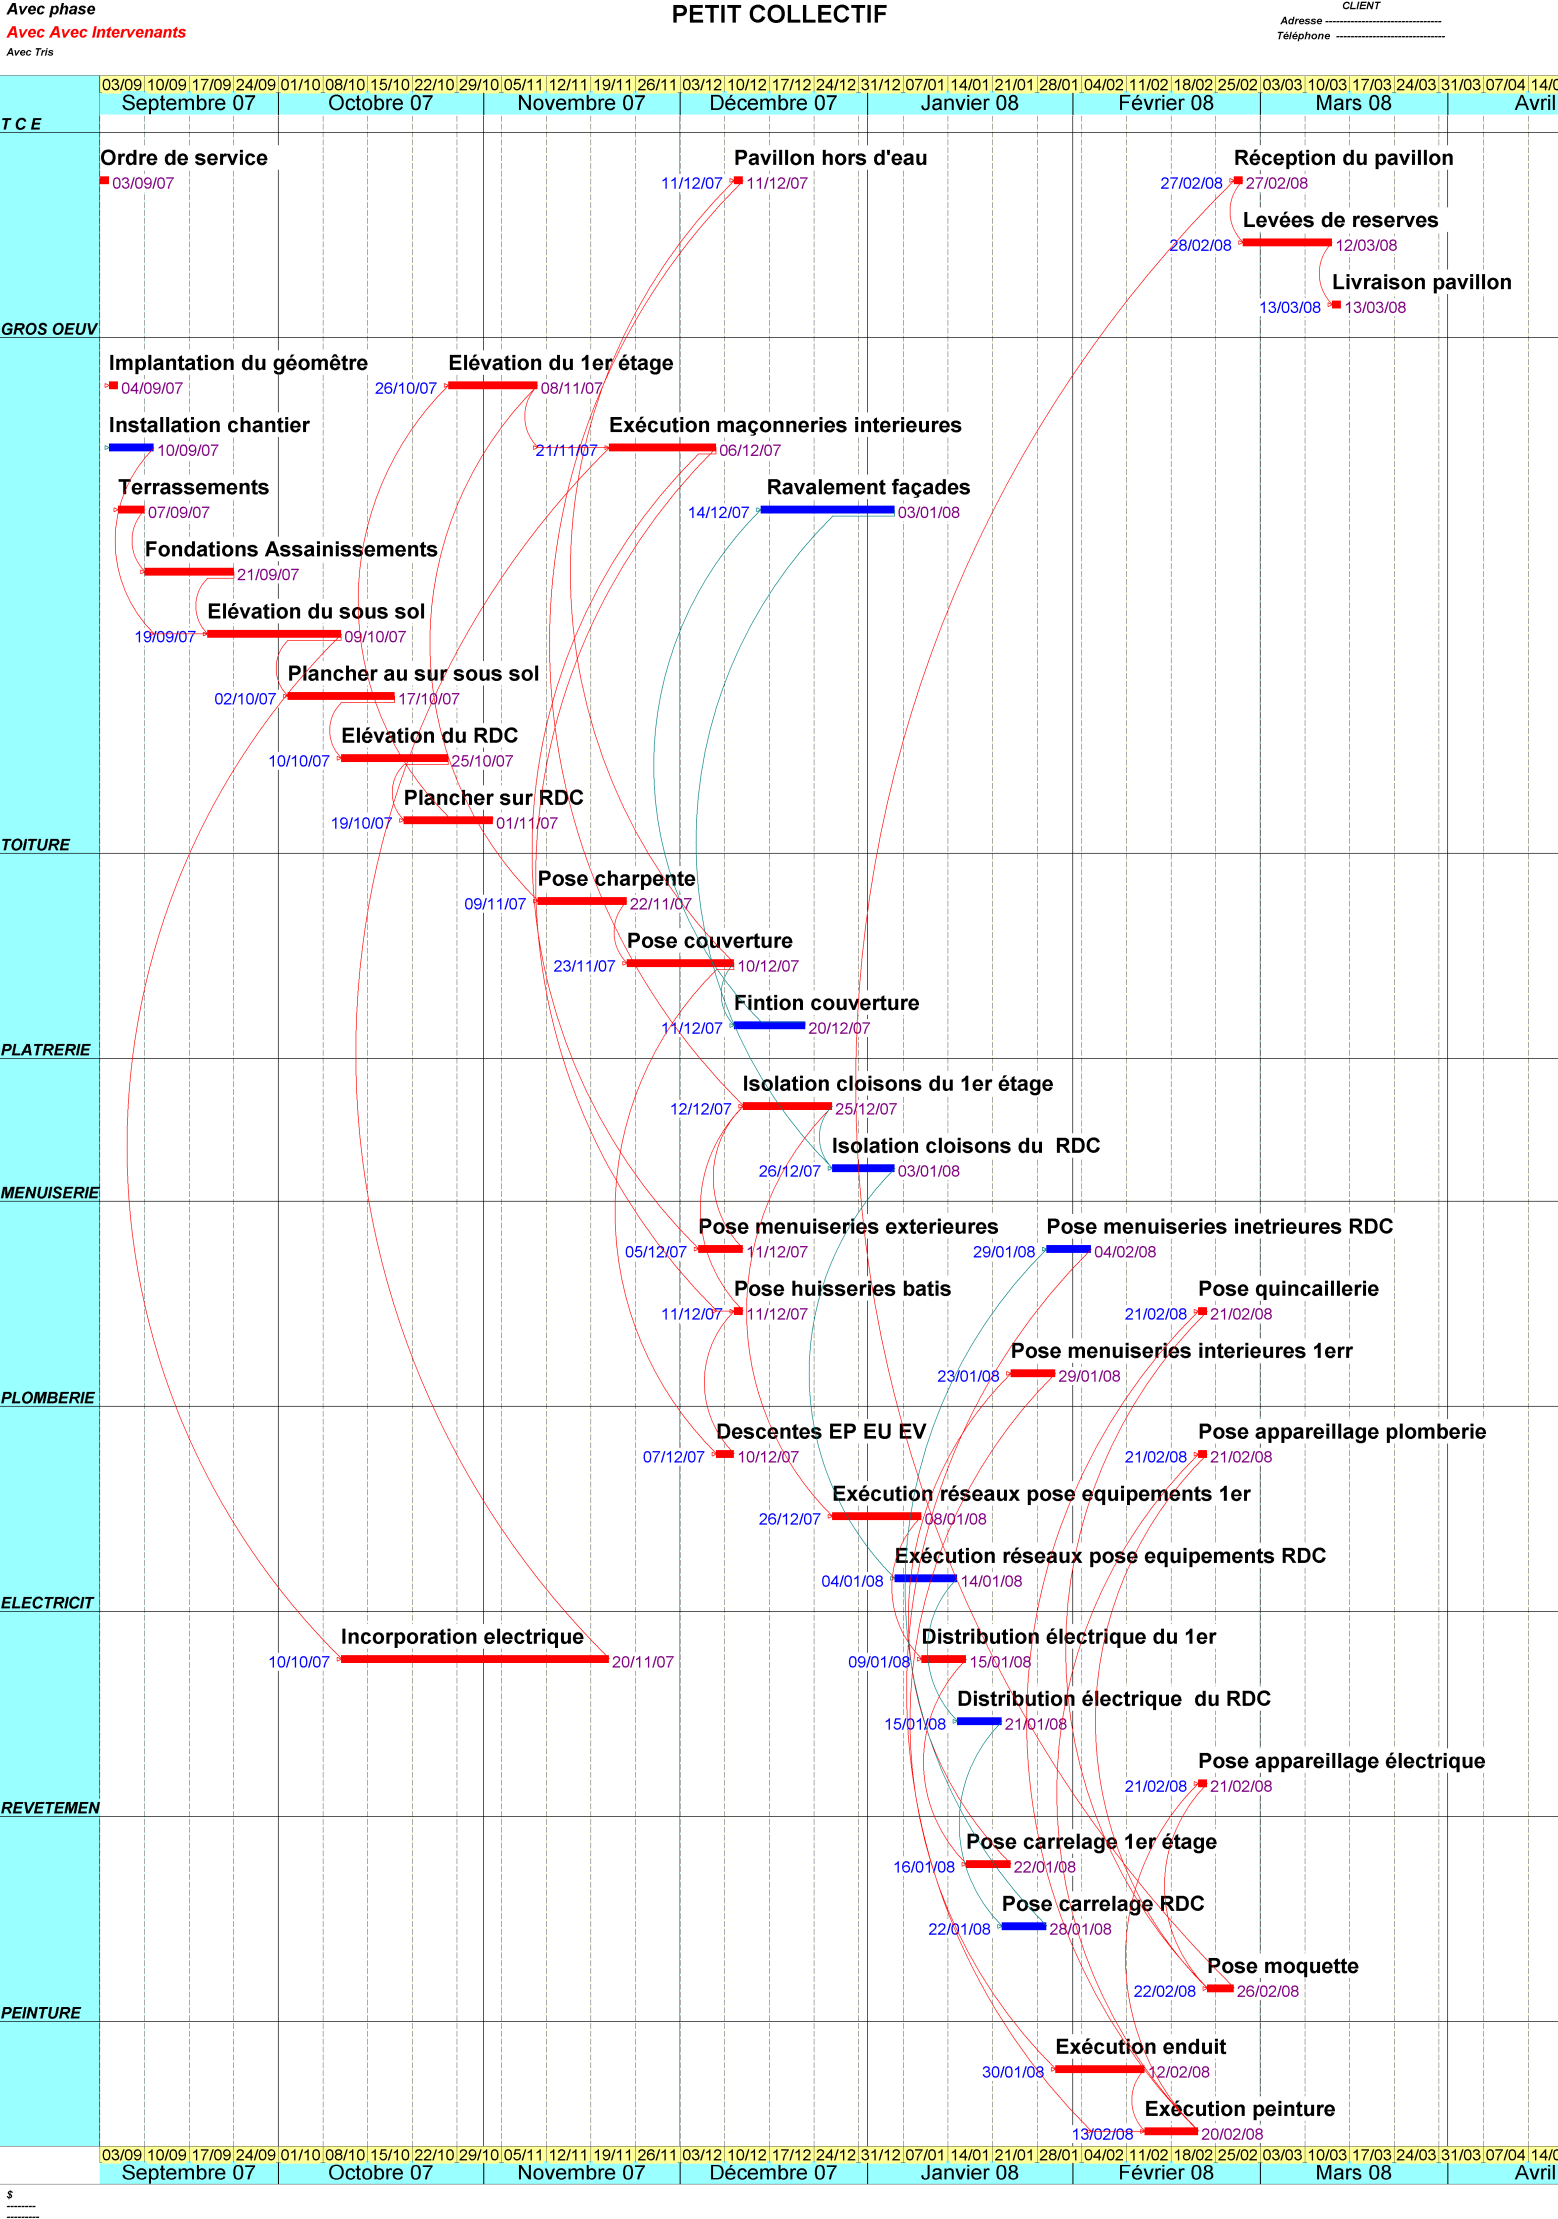 Avec phase
PETIT COLLECTIF
CLIENT
Avec Avec Intervenants
Adresse --------------------------------
Téléphone ------------------------------
Avec Tris
03/09 10/09 17/09 24/09 01/10 08/10 15/10 22/10 29/10 05/11 12/11 19/11 26/11 03/12 10/12 17/12 24/12 31/12 07/01 14/01 21/01 28/01 04/02 11/02 18/02 25/02 03/03 10/03 17/03 24/03 31/03 07/04 14/0
Septembre 07 Octobre 07 Novembre 07 Décembre 07 Janvier 08 Février 08 Mars 08 Avril
T C E
Ordre de service Pavillon hors d'eau Réception du pavillon
03/09/07 11/12/07 11/12/07 27/02/08 27/02/08
Levées de reserves
28/02/08 12/03/08
Livraison pavillon
13/03/08 13/03/08
GROS OEUV
Implantation du géomêtre Elévation du 1er étage
04/09/07 26/10/07 08/11/07
Installation chantier Exécution maçonneries interieures
10/09/07 21/11/07 06/12/07
Terrassements Ravalement façades
07/09/07 14/12/07 03/01/08
Fondations Assainissements
21/09/07
Elévation du sous sol
19/09/07 09/10/07
Plancher au sur sous sol
02/10/07 17/10/07
Elévation du RDC
10/10/07 25/10/07
Plancher sur RDC
19/10/07 01/11/07
TOITURE
Pose charpente
09/11/07 22/11/07
Pose couverture
23/11/07 10/12/07
Fintion couverture
11/12/07 20/12/07
PLATRERIE
Isolation cloisons du 1er étage
12/12/07 25/12/07
Isolation cloisons du  RDC
26/12/07 03/01/08
MENUISERIE
Pose menuiseries exterieures Pose menuiseries inetrieures RDC
05/12/07 11/12/07 29/01/08 04/02/08
Pose huisseries batis Pose quincaillerie
11/12/07 11/12/07 21/02/08 21/02/08
Pose menuiseries interieures 1err
23/01/08 29/01/08
PLOMBERIE
Descentes EP EU EV Pose appareillage plomberie
07/12/07 10/12/07 21/02/08 21/02/08
Exécution réseaux pose equipements 1er
26/12/07 08/01/08
Exécution réseaux pose equipements RDC
04/01/08 14/01/08
ELECTRICIT
Incorporation electrique Distribution électrique du 1er
10/10/07 20/11/07 09/01/08 15/01/08
Distribution électrique  du RDC
15/01/08 21/01/08
Pose appareillage électrique
21/02/08 21/02/08
REVETEMEN
Pose carrelage 1er étage
16/01/08 22/01/08
Pose carrelage RDC
22/01/08 28/01/08
Pose moquette
22/02/08 26/02/08
PEINTURE
Exécution enduit
30/01/08 12/02/08
Exécution peinture
13/02/08 20/02/08
03/09 10/09 17/09 24/09 01/10 08/10 15/10 22/10 29/10 05/11 12/11 19/11 26/11 03/12 10/12 17/12 24/12 31/12 07/01 14/01 21/01 28/01 04/02 11/02 18/02 25/02 03/03 10/03 17/03 24/03 31/03 07/04 14/0
Septembre 07 Octobre 07 Novembre 07 Décembre 07 Janvier 08 Février 08 Mars 08 Avril
$
--------
---------